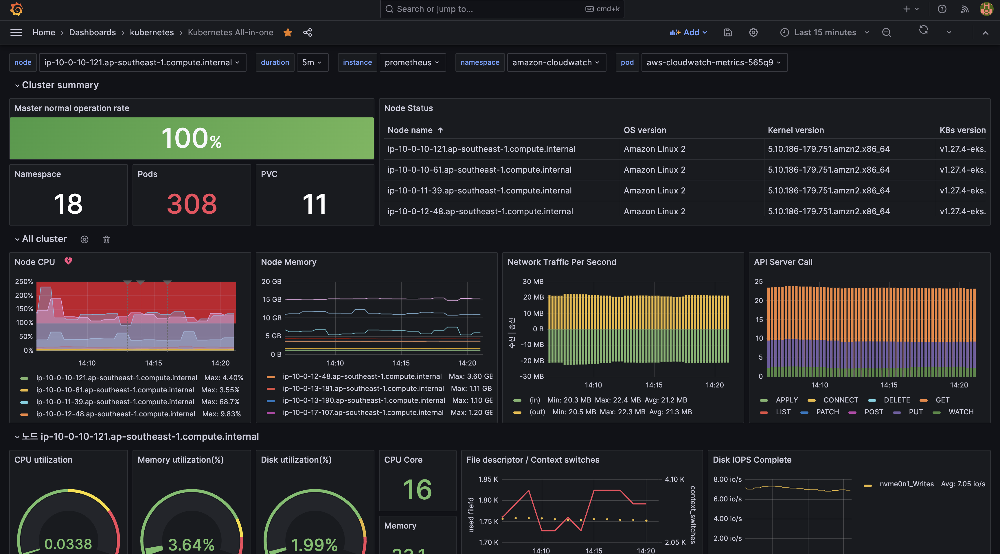 Search or jump to... cmd+k
Home › Dashboards › kubernetes › Kubernetes All-in-one Add Last 15 minutes
node ip-10-0-10-121.ap-southeast-1.compute.internal duration 5m instance prometheus namespace amazon-cloudwatch pod aws-cloudwatch-metrics-565q9
Cluster summary
Master normal operation rate
100%
Namespace
18
Pods
308
PVC
11
Node Status
Node name OS version Kernel version K8s version
ip-10-0-10-121.ap-southeast-1.compute.internal Amazon Linux 2 5.10.186-179.751.amzn2.x86_64 v1.27.4-eks.
ip-10-0-10-61.ap-southeast-1.compute.internal Amazon Linux 2 5.10.186-179.751.amzn2.x86_64 v1.27.4-eks.
ip-10-0-11-39.ap-southeast-1.compute.internal Amazon Linux 2 5.10.186-179.751.amzn2.x86_64 v1.27.4-eks.
ip-10-0-12-48.ap-southeast-1.compute.internal Amazon Linux 2 5.10.186-179.751.amzn2.x86_64 v1.27.4-eks.
All cluster
Node CPU
250%
200%
150%
100%
50%
0%
14:10 14:15 14:20
ip-10-0-10-121.ap-southeast-1.compute.internal Max: 4.40%
ip-10-0-10-61.ap-southeast-1.compute.internal Max: 3.55%
ip-10-0-11-39.ap-southeast-1.compute.internal Max: 68.7%
ip-10-0-12-48.ap-southeast-1.compute.internal Max: 9.83%
Node Memory
20 GB
15 GB
10 GB
5 GB
0 B
14:10 14:15 14:20
ip-10-0-12-48.ap-southeast-1.compute.internal Max: 3.60 GB
ip-10-0-13-181.ap-southeast-1.compute.internal Max: 1.11 GB
ip-10-0-13-190.ap-southeast-1.compute.internal Max: 1.10 GB
ip-10-0-17-107.ap-southeast-1.compute.internal Max: 1.20 GB
Network Traffic Per Second
수신 | 송신
30 MB
20 MB
10 MB
0 B
-10 MB
-20 MB
-30 MB
14:10 14:15 14:20
(in) Min: 20.3 MB Max: 22.4 MB Avg: 21.2 MB
(out) Min: 20.5 MB Max: 22.3 MB Avg: 21.3 MB
API Server Call
25
20
15
10
5
0
14:10 14:15 14:20
APPLY CONNECT DELETE GET
LIST PATCH POST PUT WATCH
노드 ip-10-0-10-121.ap-southeast-1.compute.internal
CPU utilization
0.0338
Memory utilization(%)
3.64%
Disk utilization(%)
1.99%
CPU Core
16
Memory
File descriptor / Context switches
used filefd
1.85 K
1.80 K
1.75 K
1.70 K
4.10 K
2.05 K
context_switches
14:10 14:15 14:20
Disk IOPS Complete
8.00 io/s
6.00 io/s
4.00 io/s
2.00 io/s
nvme0n1_Writes Avg: 7.05 io/s